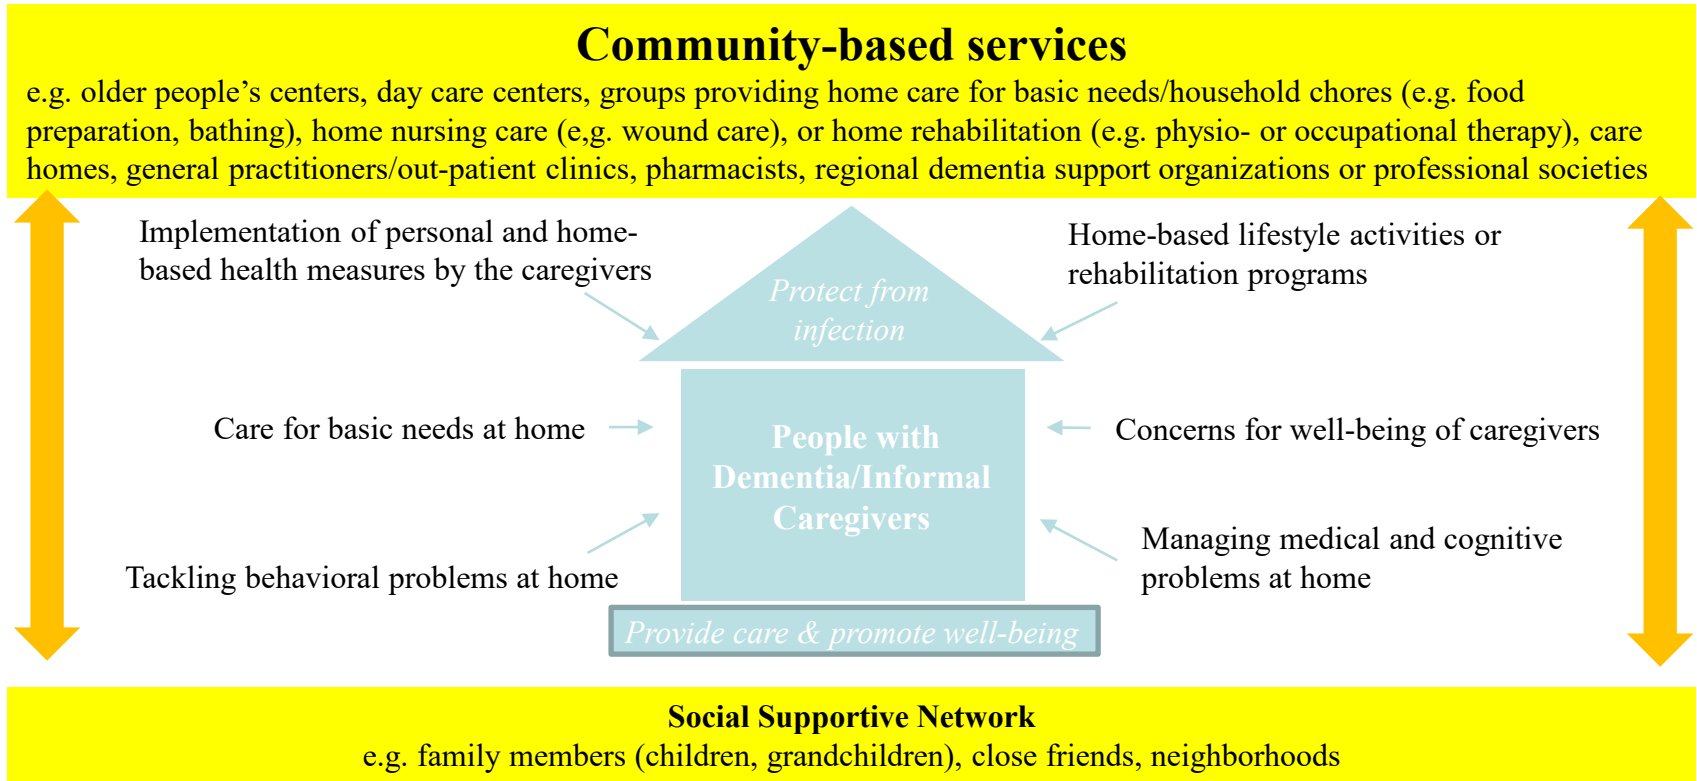 Community-based services
e.g. older people’s centers, day care centers, groups providing home care for basic needs/household chores (e.g. food
preparation, bathing), home nursing care (e,g. wound care), or home rehabilitation (e.g. physio- or occupational therapy), care
homes, general practitioners/out-patient clinics, pharmacists, regional dementia support organizations or professional societies
Implementation of personal and home-
based health measures by the caregivers
Home-based lifestyle activities or
rehabilitation programs
Protect from
infection
Care for basic needs at home
People with
Dementia/Informal
Caregivers
Concerns for well-being of caregivers
Tackling behavioral problems at home
Managing medical and cognitive
problems at home
Provide care & promote well-being
Social Supportive Network
e.g. family members (children, grandchildren), close friends, neighborhoods